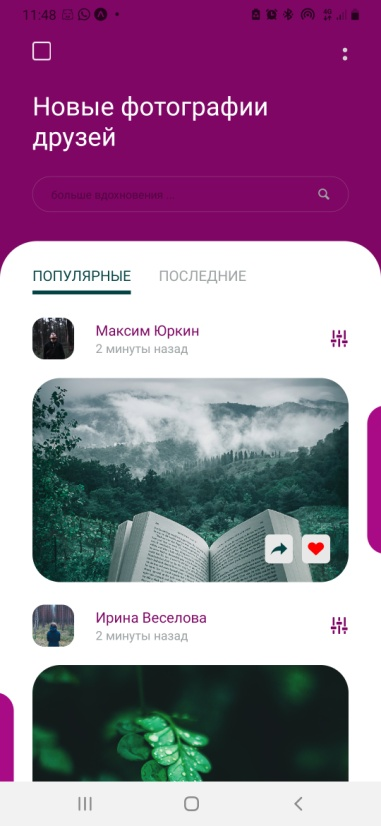 11:48
Новые фотографии
друзей
больше вдохновения ...
ПОПУЛЯРНЫЕ ПОСЛЕДНИЕ
Максим Юркин
2 минуты назад
Ирина Веселова
2 минуты назад